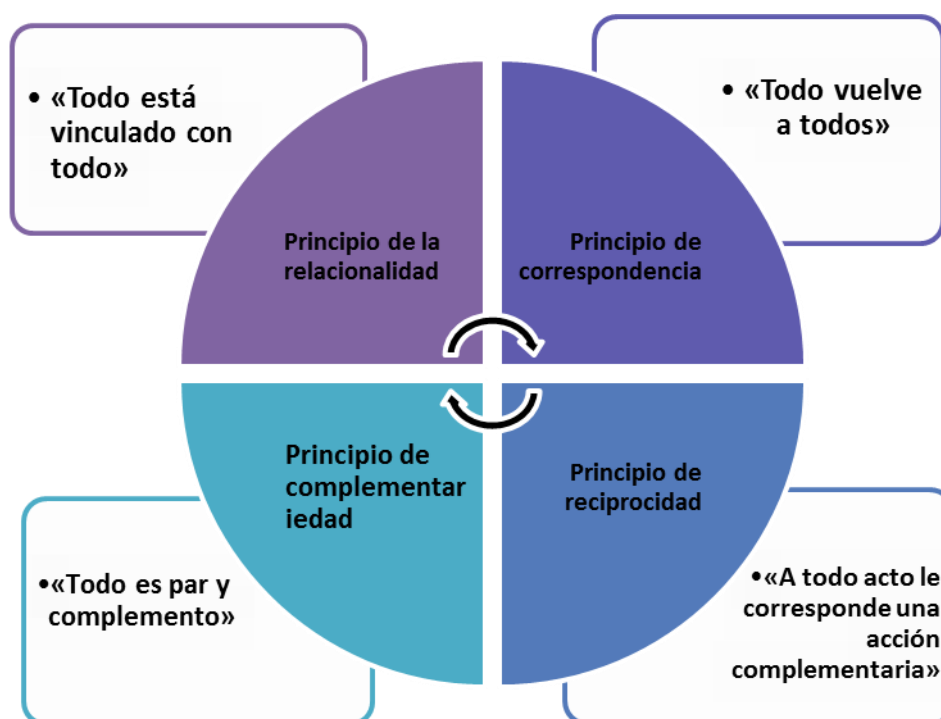 • «Todo está
vinculado con
todo»
• «Todo vuelve
a todos»
Principio de la
relacionalidad
Principio de
correspondencia
Principio de
complementar
iedad
Principio de
reciprocidad
•«Todo es par y
complemento»
•«A todo acto le
corresponde una
acción
complementaria»